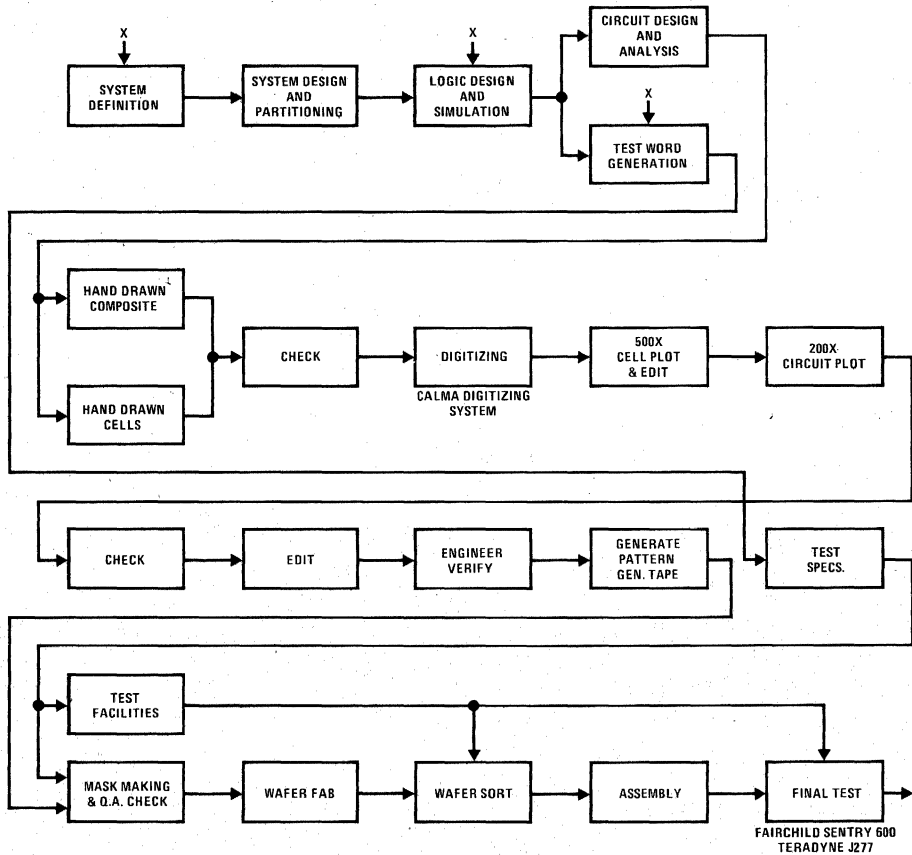 X
SYSTEM
DEFINITION
SYSTEM DESIGN
AND
PARTITIONING
X
LOGIC DESIGN
AND
SIMULATION
CIRCUIT DESIGN
AND
ANALYSIS
X
TEST WORD
GENERATION
HAND DRAWN
COMPOSITE
HAND DRAWN
CELLS
CHECK
DIGITIZING
CALMA DIGITIZING
SYSTEM
500X
CELL PLOT
& EDIT
200X
CIRCUIT PLOT
CHECK
EDIT
ENGINEER
VERIFY
GENERATE
PATTERN
GEN. TAPE
TEST
SPECS.
TEST
FACILITIES
MASK MAKING
& Q.A. CHECK
WAFER FAB
WAFER SORT
ASSEMBLY
FINAL TEST
FAIRCHILD SENTRY 600
TERADYNE J277